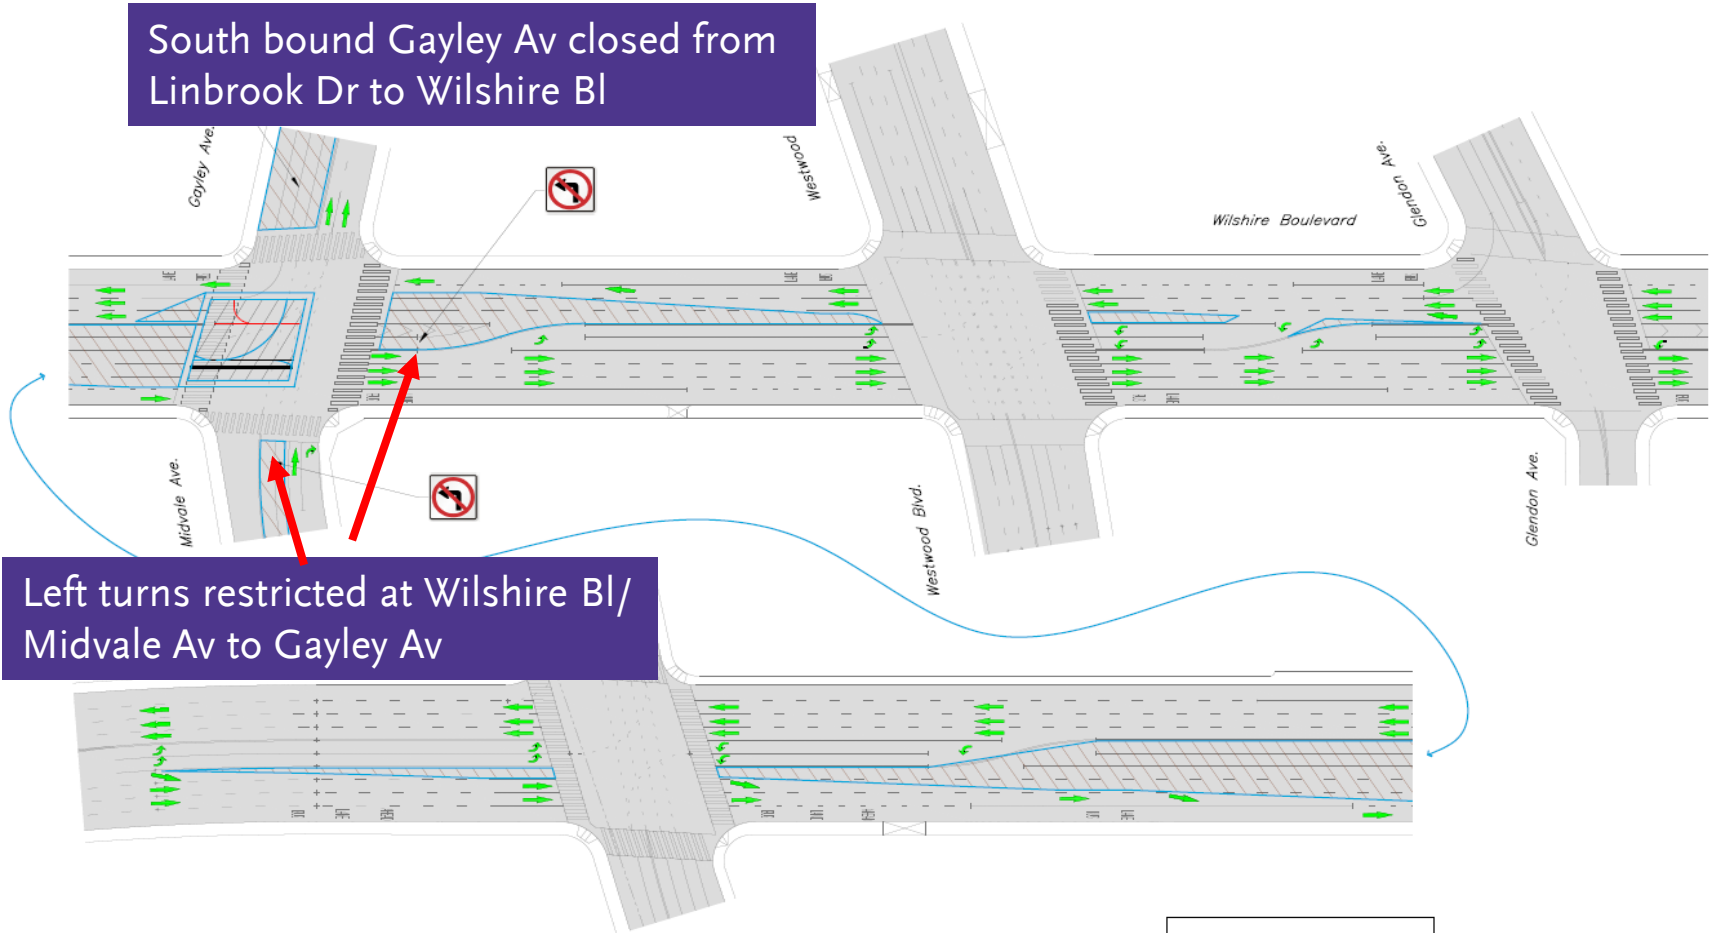 South bound Gayley Av closed from
Linbrook Dr to Wilshire Bl
Gayley Ave.
Westwood
Wilshire Boulevard
Glendon Ave.
Midvale Ave.
Westwood Blvd.
Glendon Ave.
Left turns restricted at Wilshire Bl/
Midvale Av to Gayley Av